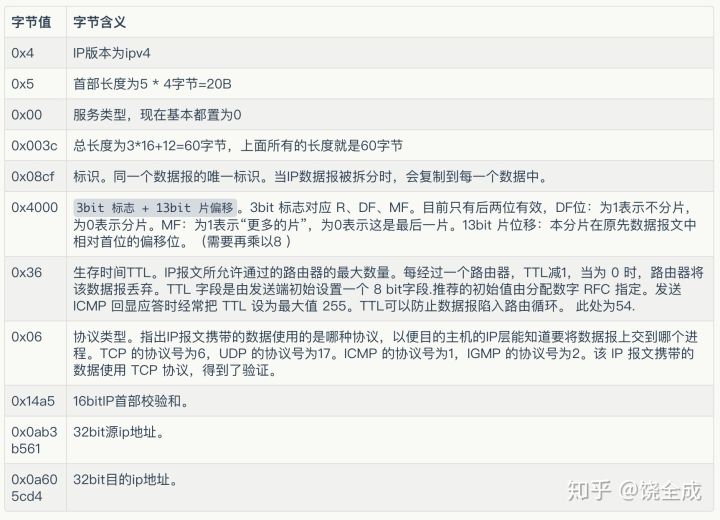 字节值 字节含义
0x4 IP版本为ipv4
0x5 首部长度为5 * 4字节=20B
0x00 服务类型，现在基本都置为0
0x003c 总长度为3*16+12=60字节，上面所有的长度就是60字节
0x08cf 标识。同一个数据报的唯一标识。当IP数据报被拆分时，会复制到每一个数据中。
0x4000 3bit 标志 + 13bit 片偏移。3bit 标志对应 R、DF、MF。目前只有后两位有效，DF位：为1表示不分片，
为0表示分片。MF：为1表示“更多的片”，为0表示这是最后一片。13bit 片位移：本分片在原先数据报文中
相对首位的偏移位。（需要再乘以8 ）
0x36 生存时间TTL。IP报文所允许通过的路由器的最大数量。每经过一个路由器，TTL减1，当为 0 时，路由器将
该数据报丢弃。TTL 字段是由发送端初始设置一个 8 bit字段.推荐的初始值由分配数字 RFC 指定。发送
ICMP 回显应答时经常把 TTL 设为最大值 255。TTL可以防止数据报陷入路由循环。 此处为54.
0x06 协议类型。指出IP报文携带的数据使用的是哪种协议，以便目的主机的IP层能知道要将数据报上交到哪个进
程。TCP 的协议号为6，UDP 的协议号为17。ICMP 的协议号为1，IGMP 的协议号为2。该 IP 报文携带的
数据使用 TCP 协议，得到了验证。
0x14a5 16bitIP首部校验和。
0x0ab3
b561 32bit源ip地址。
0x0a60
5cd4 32bit目的ip地址。
知乎 @饶全成